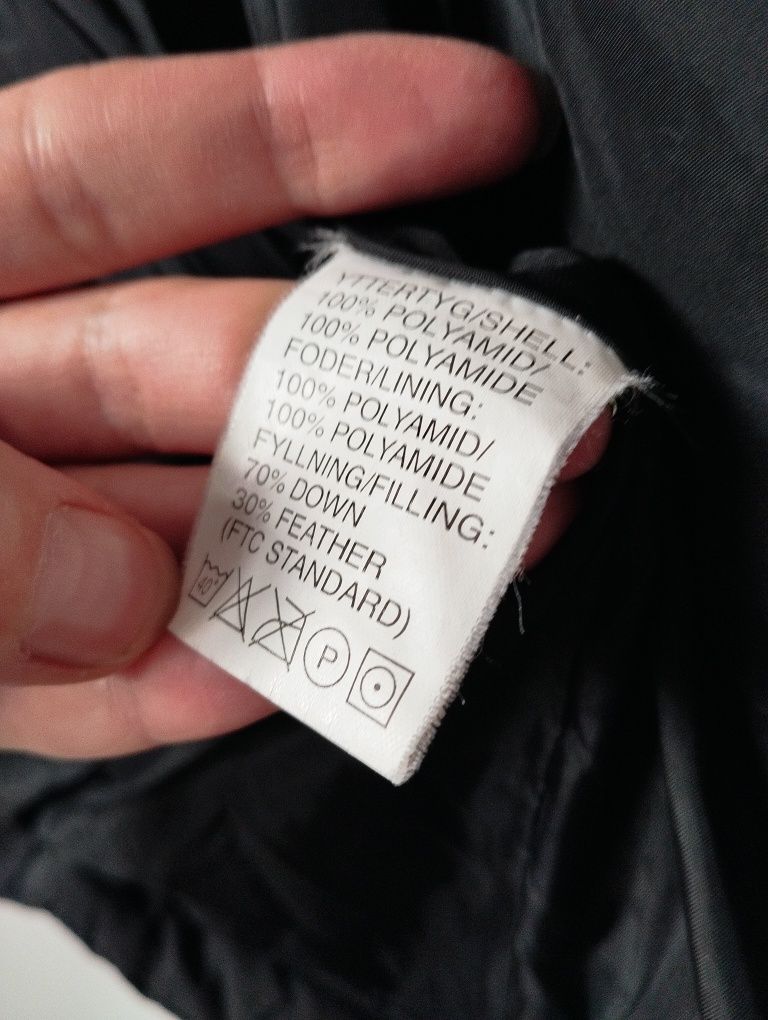 YTTERTYG/SHELL:
100% POLYAMID/
100% POLYAMIDE
FODER/LINING:
100% POLYAMID/
100% POLYAMIDE
FYLLNING/FILLING:
70% DOWN
30% FEATHER
(FTC STANDARD)
40° P